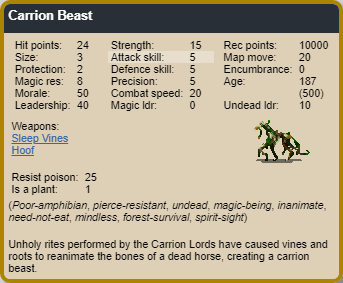 Carrion Beast
Hit points: 24 Strength: 15 Rec points: 10000
Size: 3 Attack skill: 5 Map move: 20
Protection: 2 Defence skill: 5 Encumbrance: 0
Magic res: 8 Precision: 5 Age: 187
Morale: 50 Combat speed: 20 (500)
Leadership: 40 Magic ldr: 0 Undead ldr: 10
Weapons:
Sleep Vines
Hoof
Resist poison: 25
Is a plant: 1
(Poor-amphibian, pierce-resistant, undead, magic-being, inanimate,
need-not-eat, mindless, forest-survival, spirit-sight)
Unholy rites performed by the Carrion Lords have caused vines and
roots to reanimate the bones of a dead horse, creating a carrion
beast.